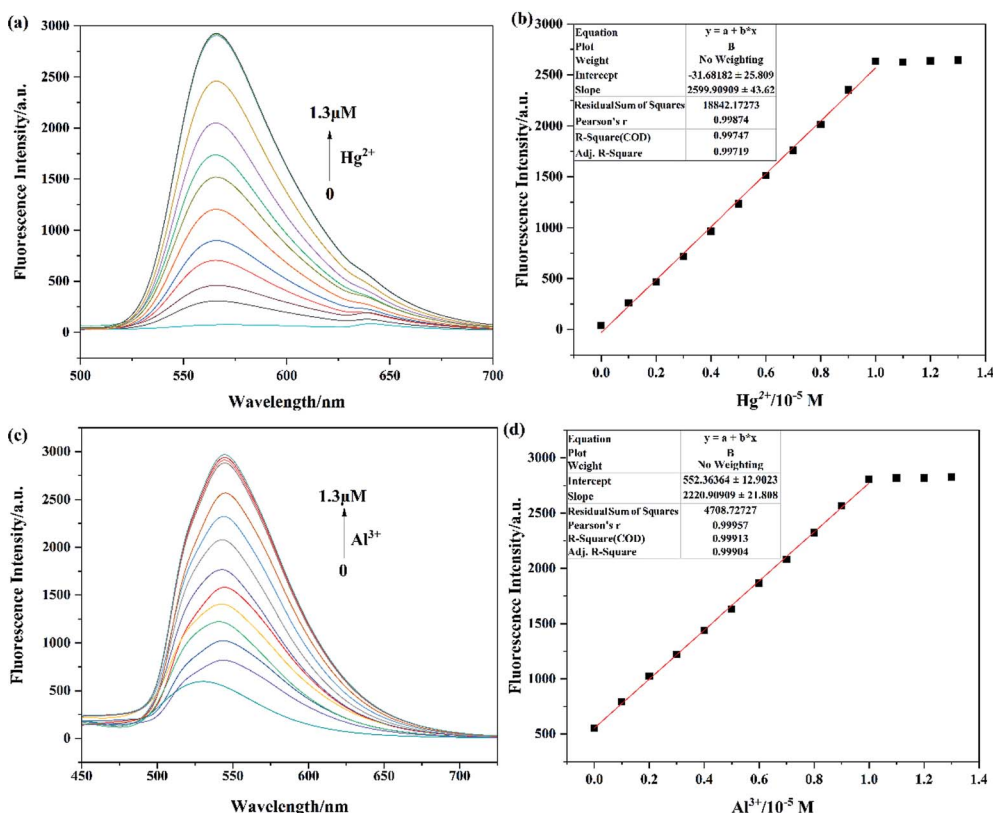 (a)
3000
2500
2000
1500
1000
500
0
Fluorescence Intensity/a.u.
1.3μM
Hg²⁺
0
500 550 600 650 700
Wavelength/nm
(b)
3000
2500
2000
1500
1000
500
0
Fluorescence Intensity/a.u.
Equation y = a + b*x
Plot B
Weight No Weighting
Intercept -31.68182 ± 25.809
Slope 2599.90909 ± 43.62
Residual Sum of Squares 18842.17273
Pearson's r 0.99874
R-Square(COD) 0.99747
Adj. R-Square 0.99719
0.0 0.2 0.4 0.6 0.8 1.0 1.2 1.4
Hg²⁺/10⁻⁵ M
(c)
3000
2500
2000
1500
1000
500
0
Fluorescence Intensity/a.u.
1.3μM
Al³⁺
0
450 500 550 600 650 700
Wavelength/nm
(d)
3000
2500
2000
1500
1000
500
Fluorescence Intensity/a.u.
Equation y = a + b*x
Plot B
Weight No Weighting
Intercept 552.36364 ± 12.9023
Slope 2220.90909 ± 21.808
Residual Sum of Squares 4708.72727
Pearson's r 0.99957
R-Square(COD) 0.99913
Adj. R-Square 0.99904
0.0 0.2 0.4 0.6 0.8 1.0 1.2 1.4
Al³⁺/10⁻⁵ M